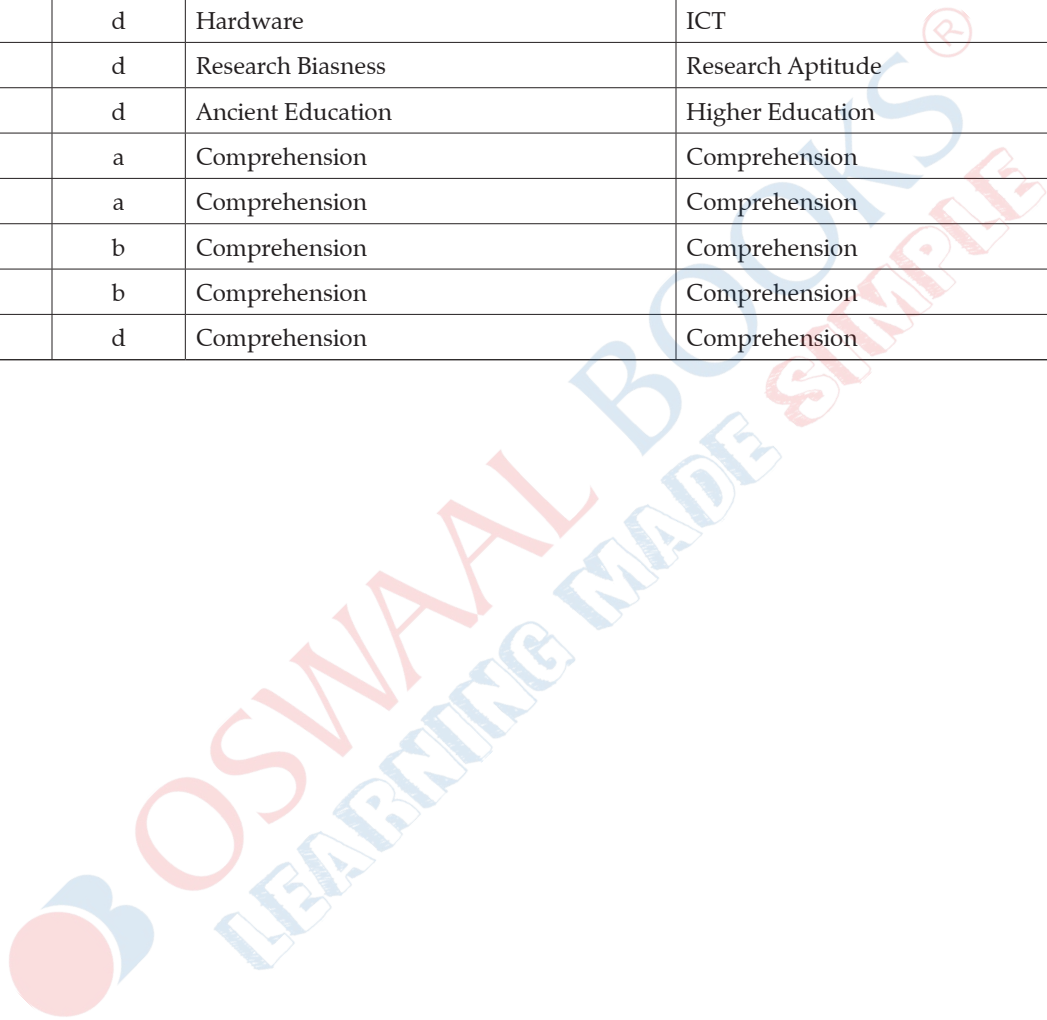 d Hardware ICT
d Research Biasness Research Aptitude
d Ancient Education Higher Education
a Comprehension Comprehension
a Comprehension Comprehension
b Comprehension Comprehension
b Comprehension Comprehension
d Comprehension Comprehension
OSWAAL BOOKS ®
LEARNING MADE SIMPLE